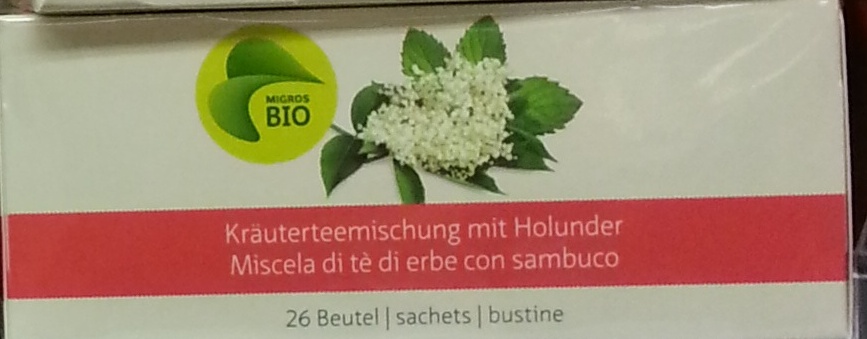 MIGROS
BIO
Kräuterteemischung mit Holunder
Miscela di tè di erbe con sambuco
26 Beutel | sachets | bustine